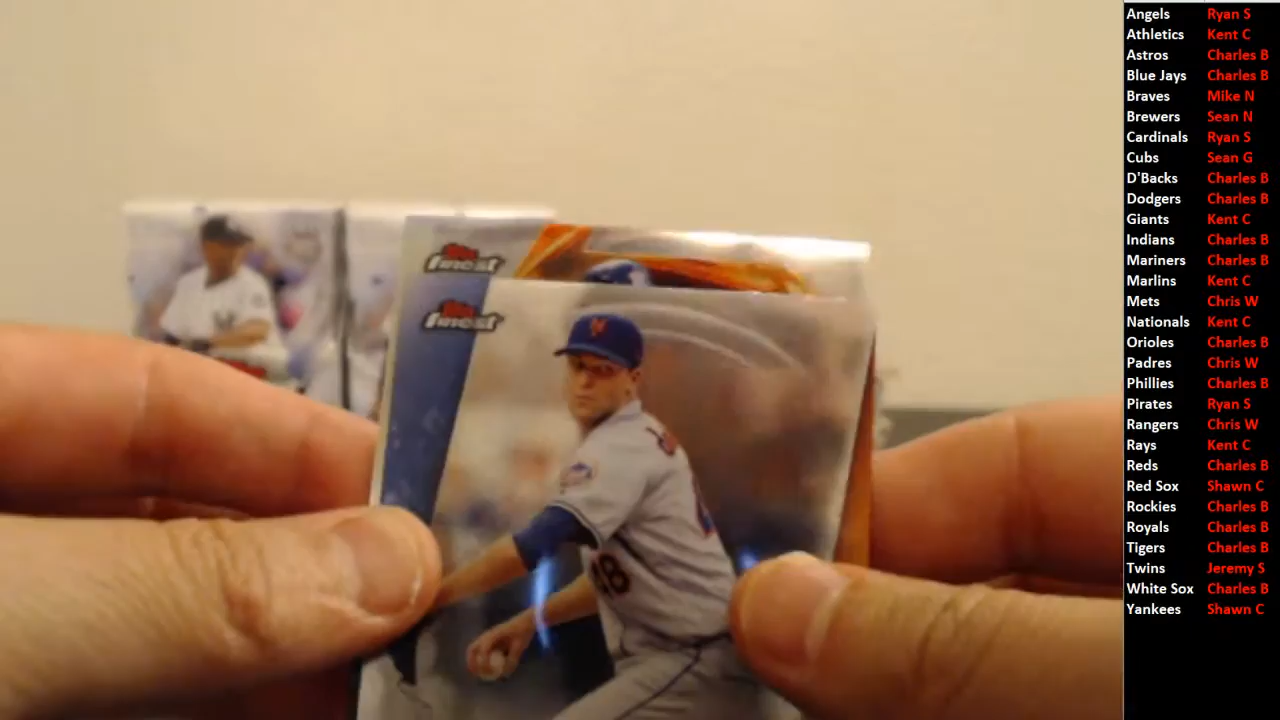 Angels Ryan S
Athletics Kent C
Astros Charles B
Blue Jays Charles B
Braves Mike N
Brewers Sean N
Cardinals Ryan S
Cubs Sean G
D'Backs Charles B
Dodgers Charles B
Giants Kent C
Indians Charles B
Mariners Charles B
Marlins Kent C
Mets Chris W
Nationals Kent C
Orioles Charles B
Padres Chris W
Phillies Charles B
Pirates Ryan S
Rangers Chris W
Rays Kent C
Reds Charles B
Red Sox Shawn C
Rockies Charles B
Royals Charles B
Tigers Charles B
Twins Jeremy S
White Sox Charles B
Yankees Shawn C
Topps
finest
Topps
finest